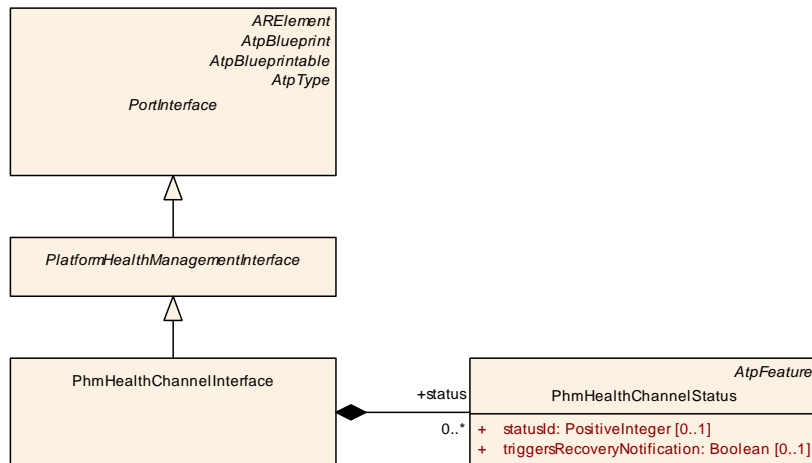 ARElement
AtpBlueprint
AtpBlueprintable
AtpType
PortInterface
PlatformHealthManagementInterface
PhmHealthChannelInterface
+status
0..*
AtpFeature
PhmHealthChannelStatus
+ statusId: PositiveInteger [0..1]
+ triggersRecoveryNotification: Boolean [0..1]